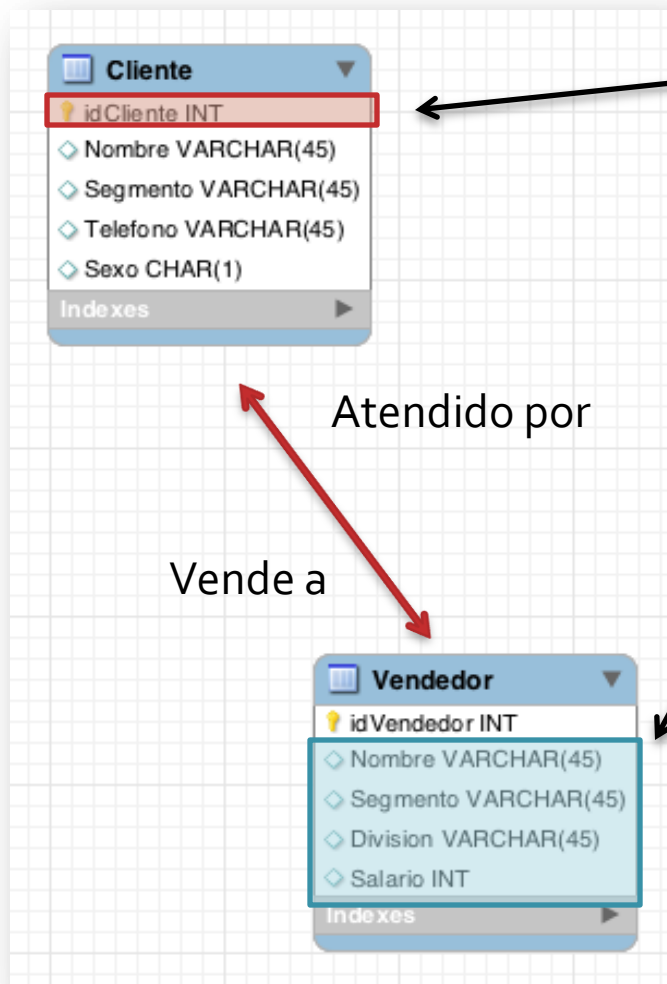 Cliente
idCliente INT
Nombre VARCHAR(45)
Segmento VARCHAR(45)
Telefono VARCHAR(45)
Sexo CHAR(1)
Indexes
Atendido por
Vende a
Vendedor
idVendedor INT
Nombre VARCHAR(45)
Segmento VARCHAR(45)
Division VARCHAR(45)
Salario INT
Indexes